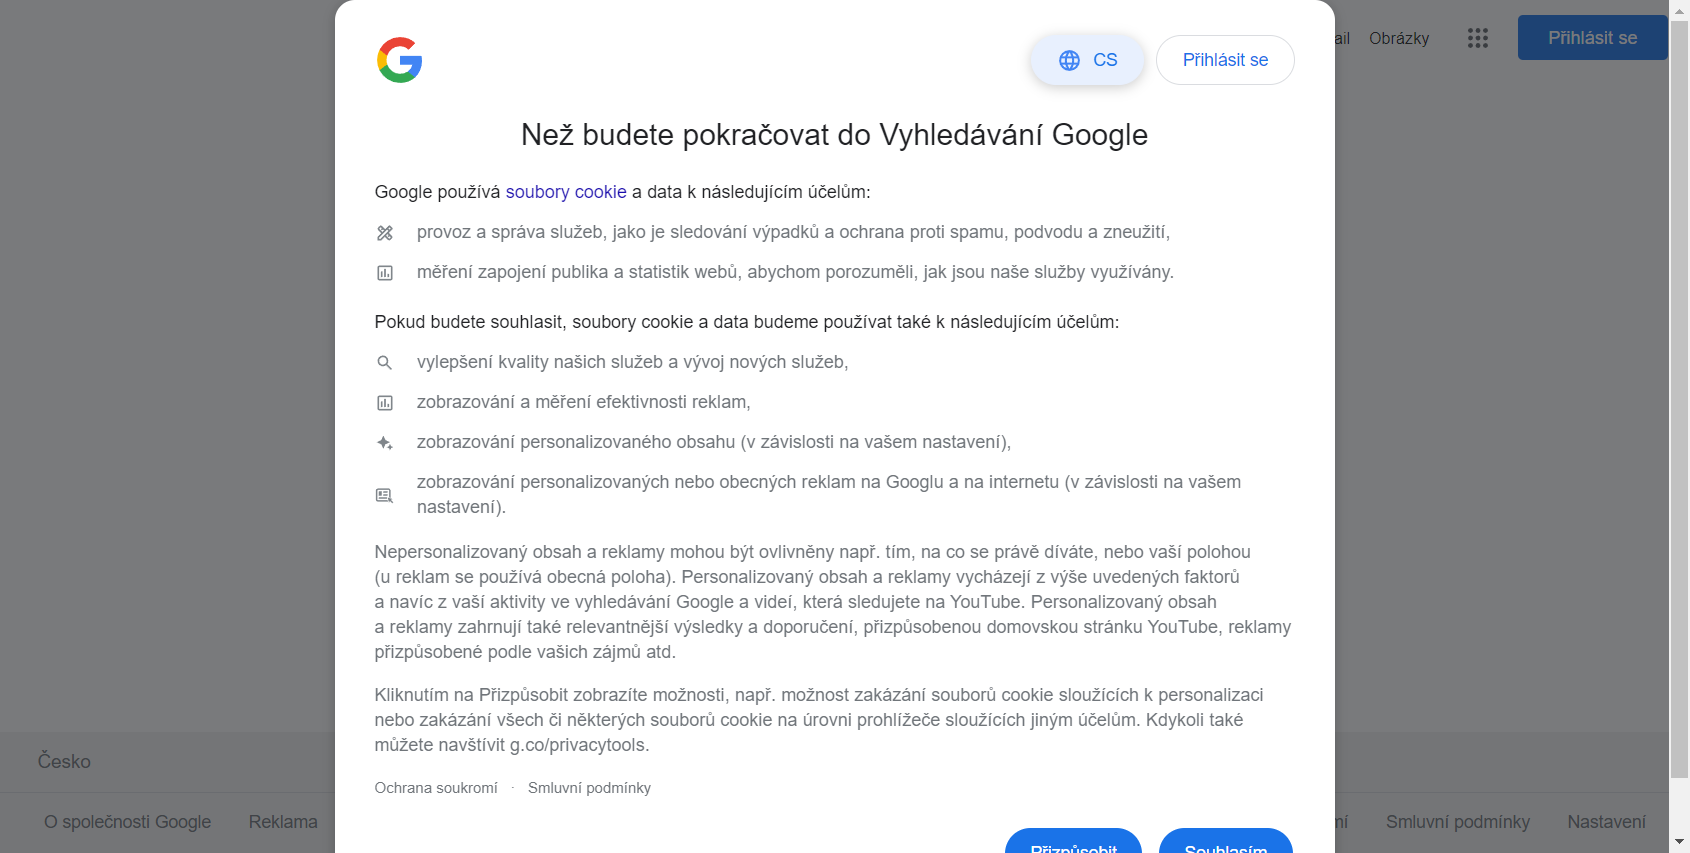 CS
Přihlásit se
Obrázky
Přihlásit se
Než budete pokračovat do Vyhledávání Google
Google používá soubory cookie a data k následujícím účelům:
provoz a správa služeb, jako je sledování výpadků a ochrana proti spamu, podvodu a zneužití,
měření zapojení publika a statistik webů, abychom porozuměli, jak jsou naše služby využívány.
Pokud budete souhlasit, soubory cookie a data budeme používat také k následujícím účelům:
vylepšení kvality našich služeb a vývoj nových služeb,
zobrazování a měření efektivnosti reklam,
zobrazování personalizovaného obsahu (v závislosti na vašem nastavení),
zobrazování personalizovaných nebo obecných reklam na Googlu a na internetu (v závislosti na vašem
nastavení).
Nepersonalizovaný obsah a reklamy mohou být ovlivněny např. tím, na co se právě díváte, nebo vaší polohou
(u reklam se používá obecná poloha). Personalizovaný obsah a reklamy vycházejí z výše uvedených faktorů
a navíc z vaší aktivity ve vyhledávání Google a videí, která sledujete na YouTube. Personalizovaný obsah
a reklamy zahrnují také relevantnější výsledky a doporučení, přizpůsobenou domovskou stránku YouTube, reklamy
přizpůsobené podle vašich zájmů atd.
Kliknutím na Přizpůsobit zobrazíte možnosti, např. možnost zakázání souborů cookie sloužících k personalizaci
nebo zakázání všech či některých souborů cookie na úrovni prohlížeče sloužících jiným účelům. Kdykoli také
můžete navštívit g.co/privacytools.
Česko
Ochrana soukromí · Smluvní podmínky
O společnosti Google
Reklama
Smluvní podmínky
Nastavení
Přizpůsobit
Souhlasím